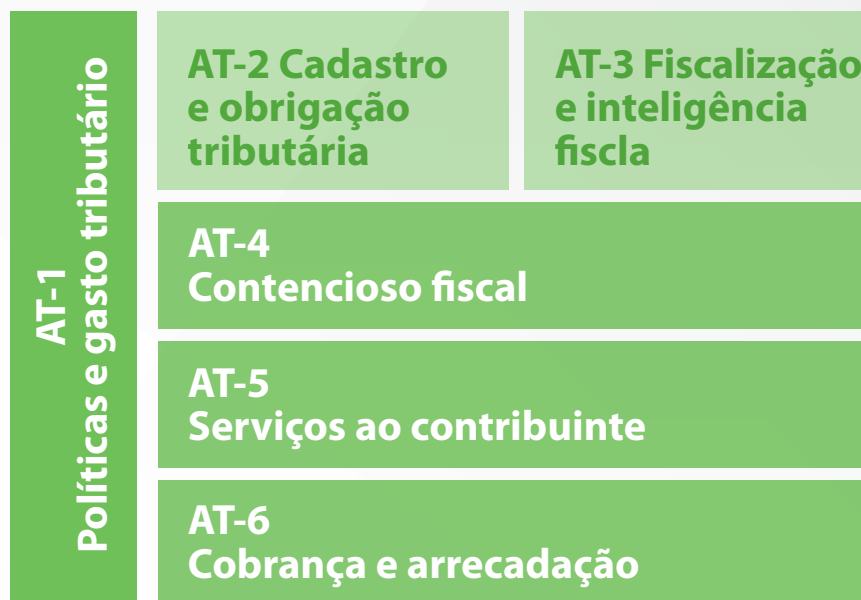 AT-1
Políticas e gasto tributário
AT-2 Cadastro
e obrigação
tributária
AT-3 Fiscalização
e inteligência
fiscla
AT-4
Contencioso fiscal
AT-5
Serviços ao contribuinte
AT-6
Cobrança e arrecadação